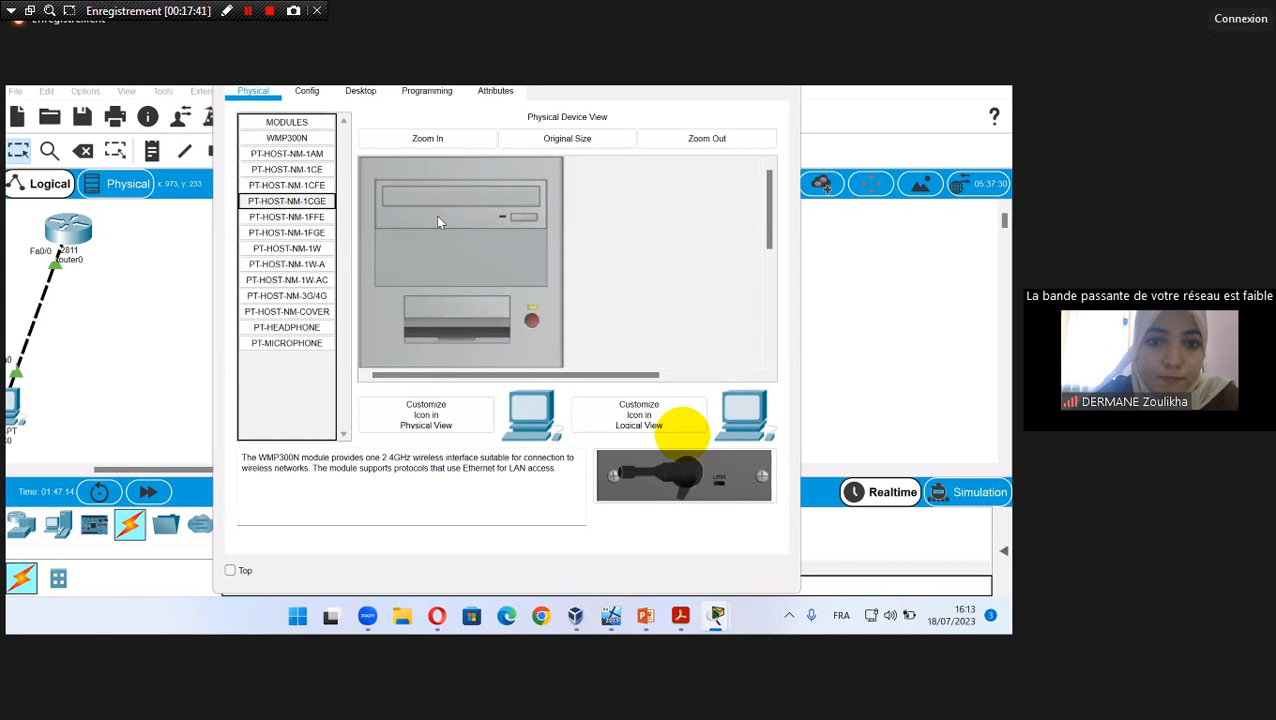 Enregistrement [00:17:41]
Enregistrement
Connexion
File Edit Options View Tools
Physical Config Desktop Programming Attributes
MODULES
WMP300N
PT-HOST-NM-1AM
PT-HOST-NM-1CE
PT-HOST-NM-1CFE
PT-HOST-NM-1CGE
PT-HOST-NM-1FFE
PT-HOST-NM-1FGE
PT-HOST-NM-1W
PT-HOST-NM-1W-A
PT-HOST-NM-1W-AC
PT-HOST-NM-3G/4G
PT-HOST-NM-COVER
PT-HEADPHONE
PT-MICROPHONE
Physical Device View
Zoom In Original Size Zoom Out
?
Logical Physical x: 973, y: 233
05:37:30
Fa0/0 2811
Router0
Customize
Icon in
Physical View
Customize
Icon in
Logical View
The WMP300N module provides one 2.4GHz wireless interface suitable for connection to
wireless networks. The module supports protocols that use Ethernet for LAN access.
LINK
Time: 01:47:14
Realtime Simulation
Top
zoom
FRA
16:13
18/07/2023
3
La bande passante de votre réseau est faible
DERMANE Zoulikha